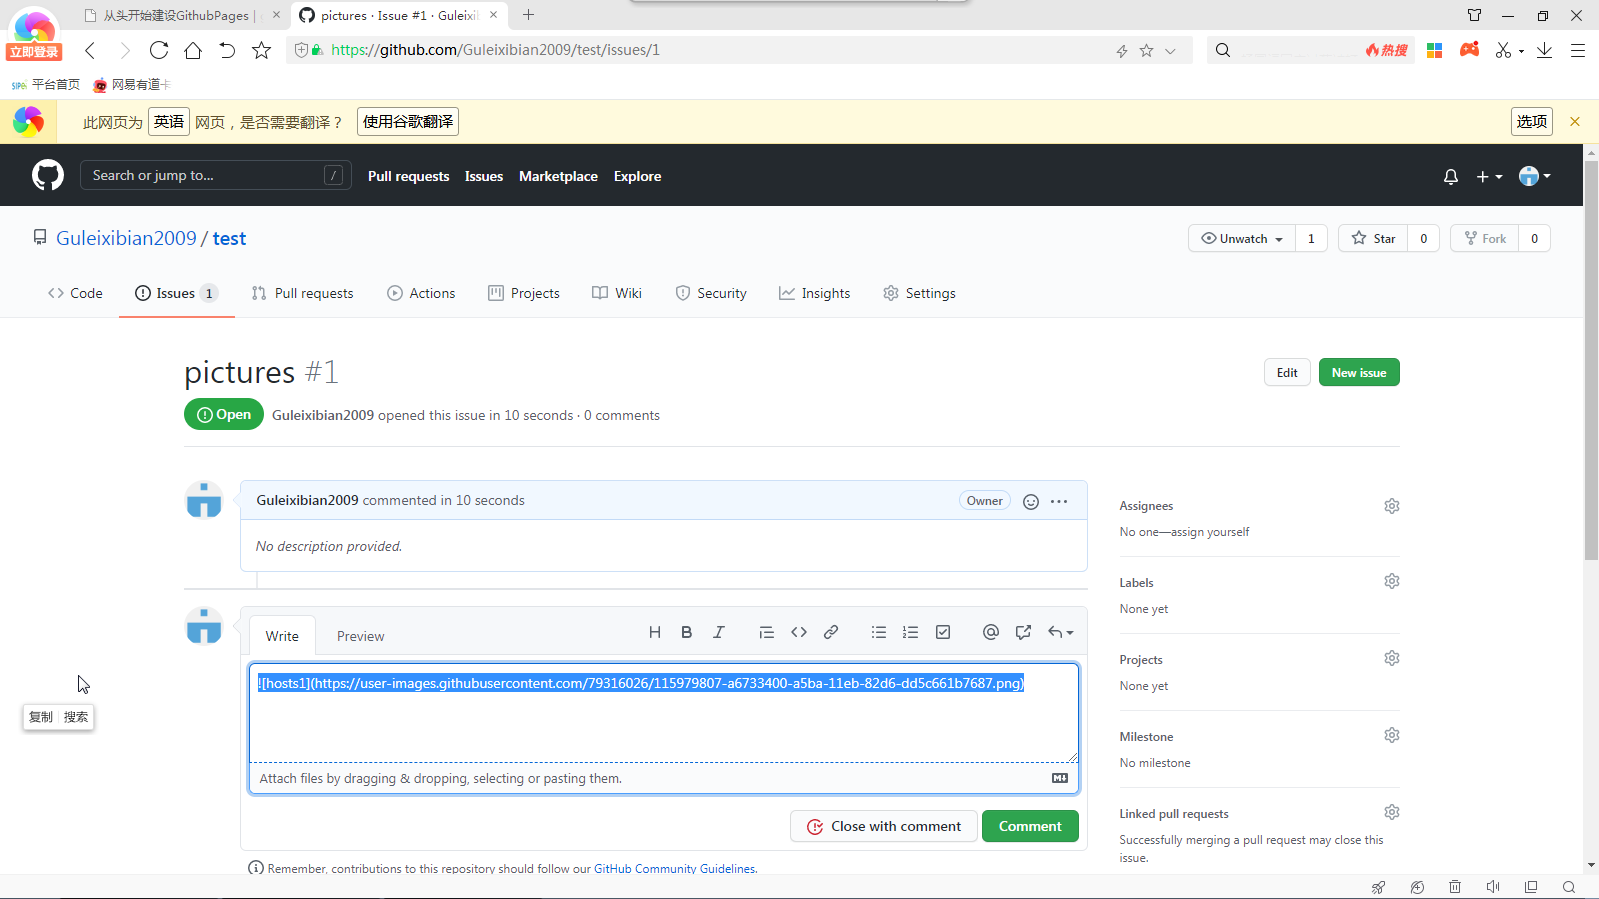 从头开始建设GithubPages |
pictures · Issue #1 · Guleixi
立即登录
https://github.com/Guleixibian2009/test/issues/1
热搜
平台首页 网易有道卡
此网页为 英语 网页，是否需要翻译？ 使用谷歌翻译 选项
Search or jump to... / Pull requests Issues Marketplace Explore
Guleixibian2009 / test
Unwatch 1 Star 0 Fork 0
Code Issues 1 Pull requests Actions Projects Wiki Security Insights Settings
pictures #1
Edit New issue
Open Guleixibian2009 opened this issue in 10 seconds · 0 comments
Guleixibian2009 commented in 10 seconds Owner
No description provided.
Assignees
No one—assign yourself
Labels
None yet
Write Preview
Projects
None yet
![hosts1](https://user-images.githubusercontent.com/79316026/115979807-a6733400-a5ba-11eb-82d6-dd5c661b7687.png)
复制 搜索
Milestone
No milestone
Attach files by dragging & dropping, selecting or pasting them.
Linked pull requests
Successfully merging a pull request may close this
issue.
Close with comment Comment
Remember, contributions to this repository should follow our GitHub Community Guidelines.